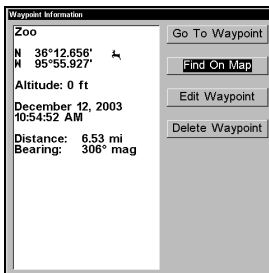 Waypoint Information
Zoo
N 36°12.656'
W 95°55.927'
Altitude: 0 ft
December 12, 2003
10:54:52 AM
Distance: 6.53 mi
Bearing: 306° mag
Go To Waypoint
Find On Map
Edit Waypoint
Delete Waypoint